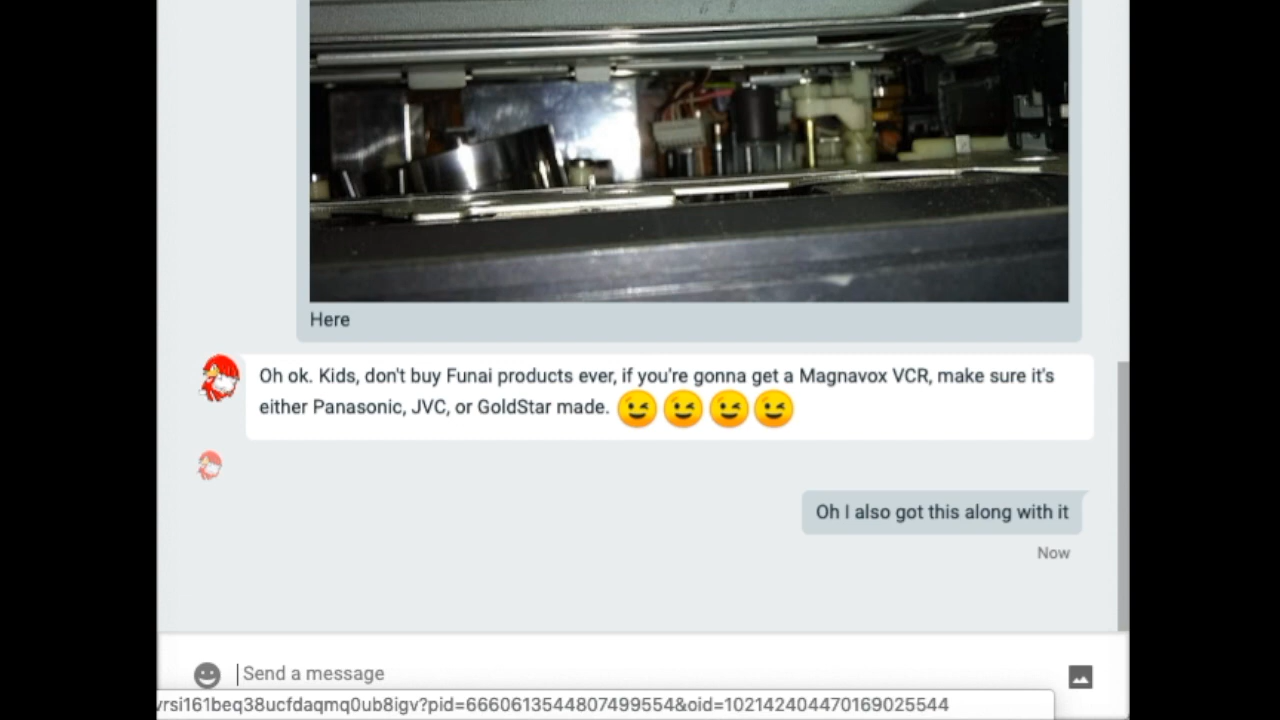 Here
Oh ok. Kids, don't buy Funai products ever, if you're gonna get a Magnavox VCR, make sure it's
either Panasonic, JVC, or GoldStar made. 😉😉😉😉
Oh I also got this along with it
Now
Send a message
vrsi161beq38ucfdaqmq0ub8igv?pid=6660613544807499554&oid=102142404470169025544